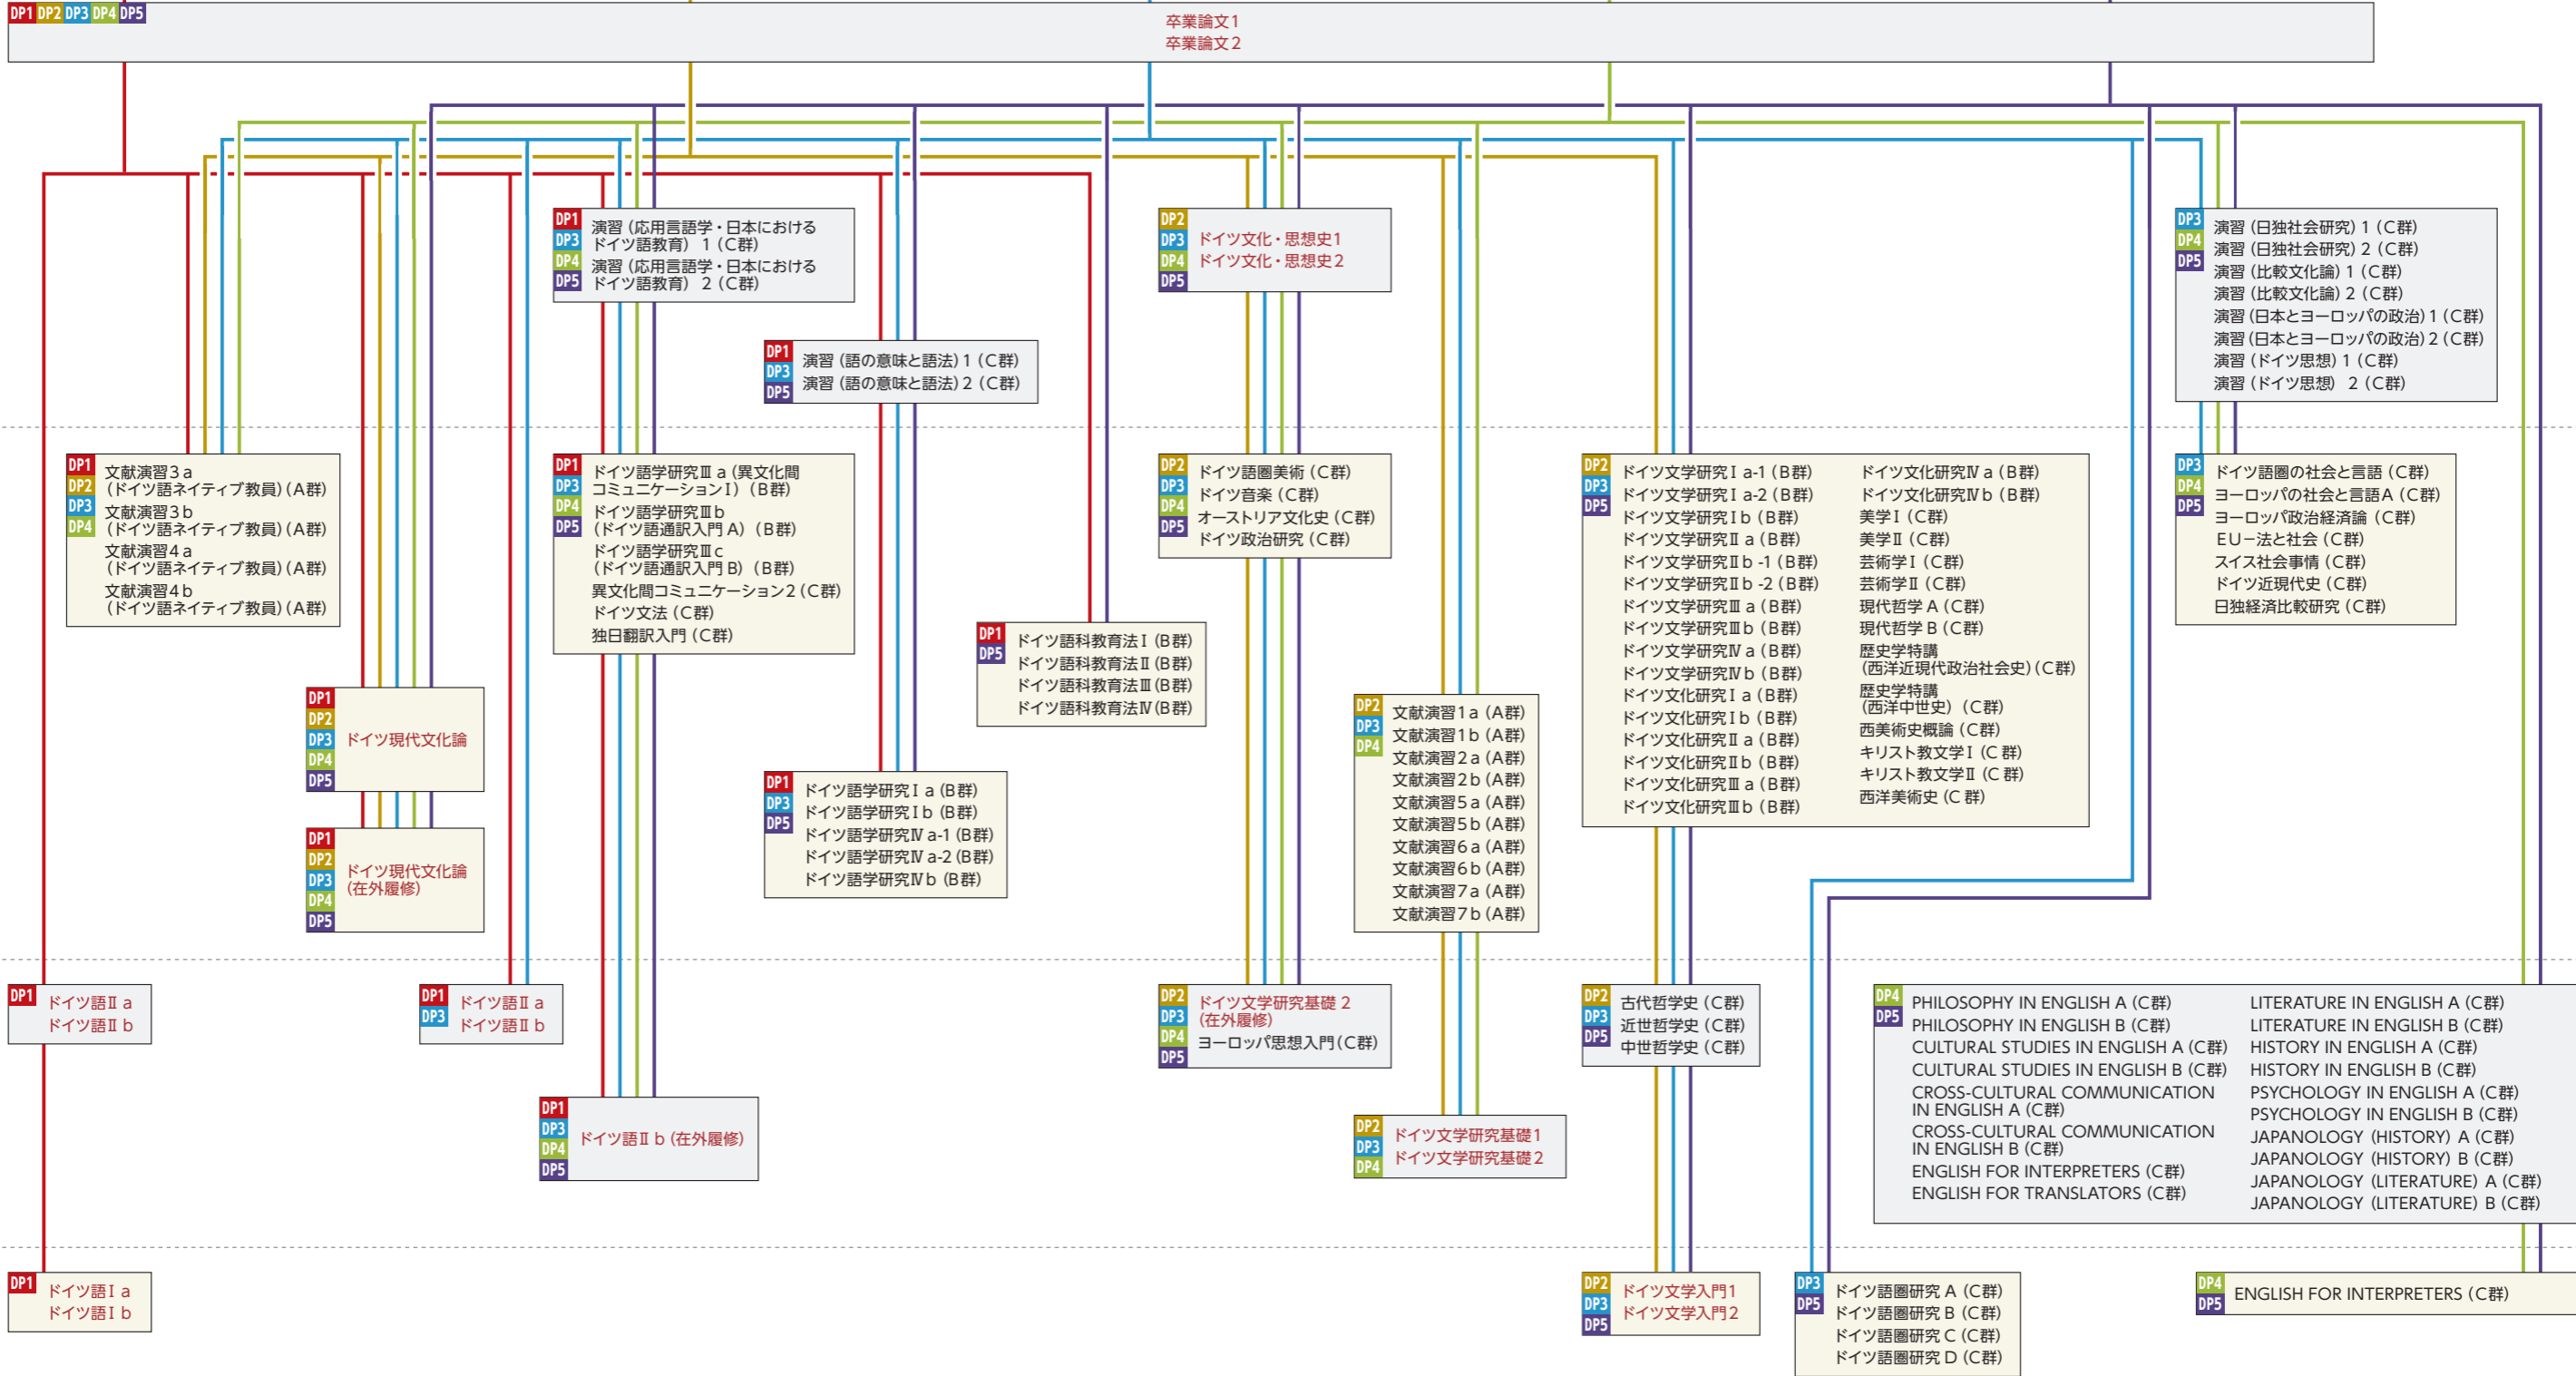 DP1 DP2 DP3 DP4 DP5
卒業論文1
卒業論文2
DP1
DP3
DP4
DP5
演習（応用言語学・日本における
ドイツ語教育） 1（C群）
演習（応用言語学・日本における
ドイツ語教育） 2（C群）
DP2
DP3
DP4
DP5
ドイツ文化・思想史1
ドイツ文化・思想史2
DP3
DP4
DP5
演習（日独社会研究）1（C群）
演習（日独社会研究）2（C群）
演習（比較文化論）1（C群）
演習（比較文化論）2（C群）
演習（日本とヨーロッパの政治）1（C群）
演習（日本とヨーロッパの政治）2（C群）
演習（ドイツ思想）1（C群）
演習（ドイツ思想） 2（C群）
DP1
DP3
DP5
演習（語の意味と語法）1（C群）
演習（語の意味と語法）2（C群）
DP1
DP2
DP3
DP4
文献演習3a
（ドイツ語ネイティブ教員）（A群）
文献演習3b
（ドイツ語ネイティブ教員）（A群）
文献演習4a
（ドイツ語ネイティブ教員）（A群）
文献演習4b
（ドイツ語ネイティブ教員）（A群）
DP1
DP3
DP4
DP5
ドイツ語学研究Ⅲa（異文化間
コミュニケーションⅠ）（B群）
ドイツ語学研究Ⅲb
（ドイツ語通訳入門A）（B群）
ドイツ語学研究Ⅲc
（ドイツ語通訳入門B）（B群）
異文化間コミュニケーション2（C群）
ドイツ文法（C群）
独日翻訳入門（C群）
DP2
DP3
DP4
DP5
ドイツ語圏美術（C群）
ドイツ音楽（C群）
オーストリア文化史（C群）
ドイツ政治研究（C群）
DP2
DP3
DP5
ドイツ文学研究Ⅰa-1（B群）
ドイツ文学研究Ⅰa-2（B群）
ドイツ文学研究Ⅰb（B群）
ドイツ文学研究Ⅱa（B群）
ドイツ文学研究Ⅱb-1（B群）
ドイツ文学研究Ⅱb-2（B群）
ドイツ文学研究Ⅲa（B群）
ドイツ文学研究Ⅲb（B群）
ドイツ文学研究Ⅳa（B群）
ドイツ文学研究Ⅳb（B群）
ドイツ文化研究Ⅰa（B群）
ドイツ文化研究Ⅰb（B群）
ドイツ文化研究Ⅱa（B群）
ドイツ文化研究Ⅱb（B群）
ドイツ文化研究Ⅲa（B群）
ドイツ文化研究Ⅲb（B群）
ドイツ文化研究Ⅳa（B群）
ドイツ文化研究Ⅳb（B群）
美学Ⅰ（C群）
美学Ⅱ（C群）
芸術学Ⅰ（C群）
芸術学Ⅱ（C群）
現代哲学A（C群）
現代哲学B（C群）
歴史学特講
（西洋近現代政治社会史）（C群）
歴史学特講
（西洋中世史）（C群）
西美術史概論（C群）
キリスト教文学Ⅰ（C群）
キリスト教文学Ⅱ（C群）
西洋美術史（C群）
DP3
DP4
DP5
ドイツ語圏の社会と言語（C群）
ヨーロッパの社会と言語A（C群）
ヨーロッパ政治経済論（C群）
EU－法と社会（C群）
スイス社会事情（C群）
ドイツ近現代史（C群）
日独経済比較研究（C群）
DP1
DP5
ドイツ語科教育法Ⅰ（B群）
ドイツ語科教育法Ⅱ（B群）
ドイツ語科教育法Ⅲ（B群）
ドイツ語科教育法Ⅳ（B群）
DP1
DP2
DP3
DP4
DP5
ドイツ現代文化論
DP2
DP3
DP4
文献演習1a（A群）
文献演習1b（A群）
文献演習2a（A群）
文献演習2b（A群）
文献演習5a（A群）
文献演習5b（A群）
文献演習6a（A群）
文献演習6b（A群）
文献演習7a（A群）
文献演習7b（A群）
DP1
DP3
DP5
ドイツ語学研究Ⅰa（B群）
ドイツ語学研究Ⅰb（B群）
ドイツ語学研究Ⅳa-1（B群）
ドイツ語学研究Ⅳa-2（B群）
ドイツ語学研究Ⅳb（B群）
DP1
DP2
DP3
DP4
DP5
ドイツ現代文化論
（在外履修）
DP1
ドイツ語Ⅱa
ドイツ語Ⅱb
DP1
DP3
ドイツ語Ⅱa
ドイツ語Ⅱb
DP2
DP3
DP4
DP5
ドイツ文学研究基礎2
（在外履修）
ヨーロッパ思想入門（C群）
DP2
DP3
DP5
古代哲学史（C群）
近世哲学史（C群）
中世哲学史（C群）
DP4
DP5
PHILOSOPHY IN ENGLISH A（C群）
PHILOSOPHY IN ENGLISH B（C群）
CULTURAL STUDIES IN ENGLISH A（C群）
CULTURAL STUDIES IN ENGLISH B（C群）
CROSS-CULTURAL COMMUNICATION
IN ENGLISH A（C群）
CROSS-CULTURAL COMMUNICATION
IN ENGLISH B（C群）
ENGLISH FOR INTERPRETERS（C群）
ENGLISH FOR TRANSLATORS（C群）
LITERATURE IN ENGLISH A（C群）
LITERATURE IN ENGLISH B（C群）
HISTORY IN ENGLISH A（C群）
HISTORY IN ENGLISH B（C群）
PSYCHOLOGY IN ENGLISH A（C群）
PSYCHOLOGY IN ENGLISH B（C群）
JAPANOLOGY（HISTORY）A（C群）
JAPANOLOGY（HISTORY）B（C群）
JAPANOLOGY（LITERATURE）A（C群）
JAPANOLOGY（LITERATURE）B（C群）
DP1
DP3
DP4
DP5
ドイツ語Ⅱb（在外履修）
DP2
DP3
DP4
ドイツ文学研究基礎1
ドイツ文学研究基礎2
DP1
ドイツ語Ⅰa
ドイツ語Ⅰb
DP2
DP3
DP5
ドイツ文学入門1
ドイツ文学入門2
DP3
DP5
ドイツ語圏研究A（C群）
ドイツ語圏研究B（C群）
ドイツ語圏研究C（C群）
ドイツ語圏研究D（C群）
DP4
DP5
ENGLISH FOR INTERPRETERS（C群）